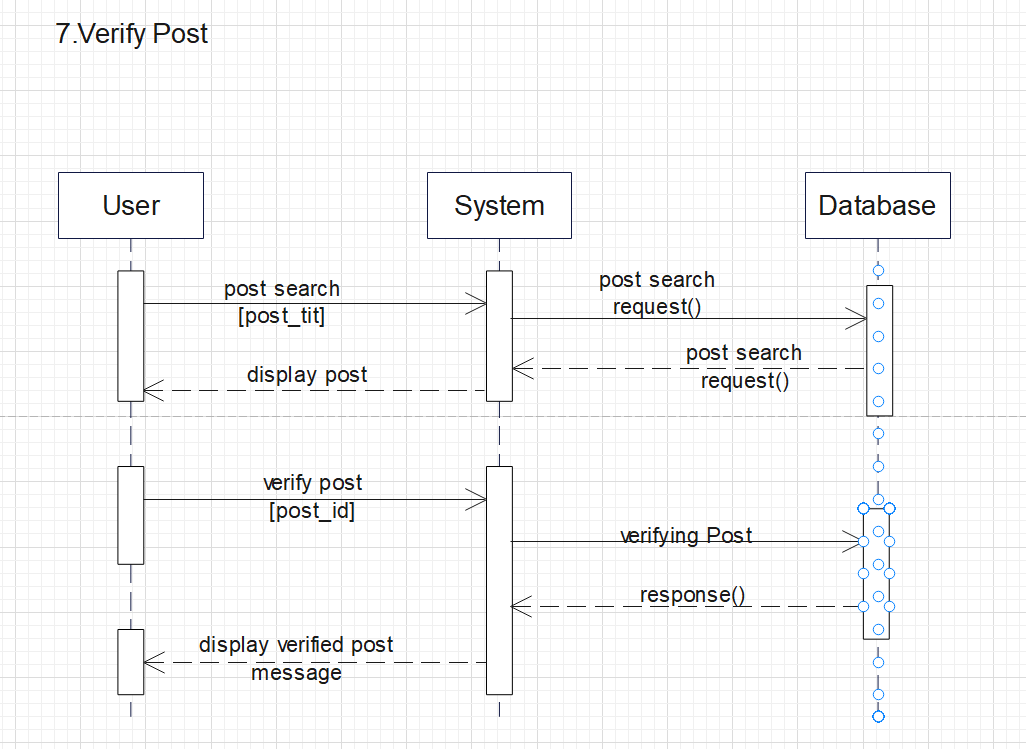 7.Verify Post
User
System
Database
post search
[post_tit]
post search
request()
post search
request()
display post
verify post
[post_id]
verifying Post
response()
display verified post
message